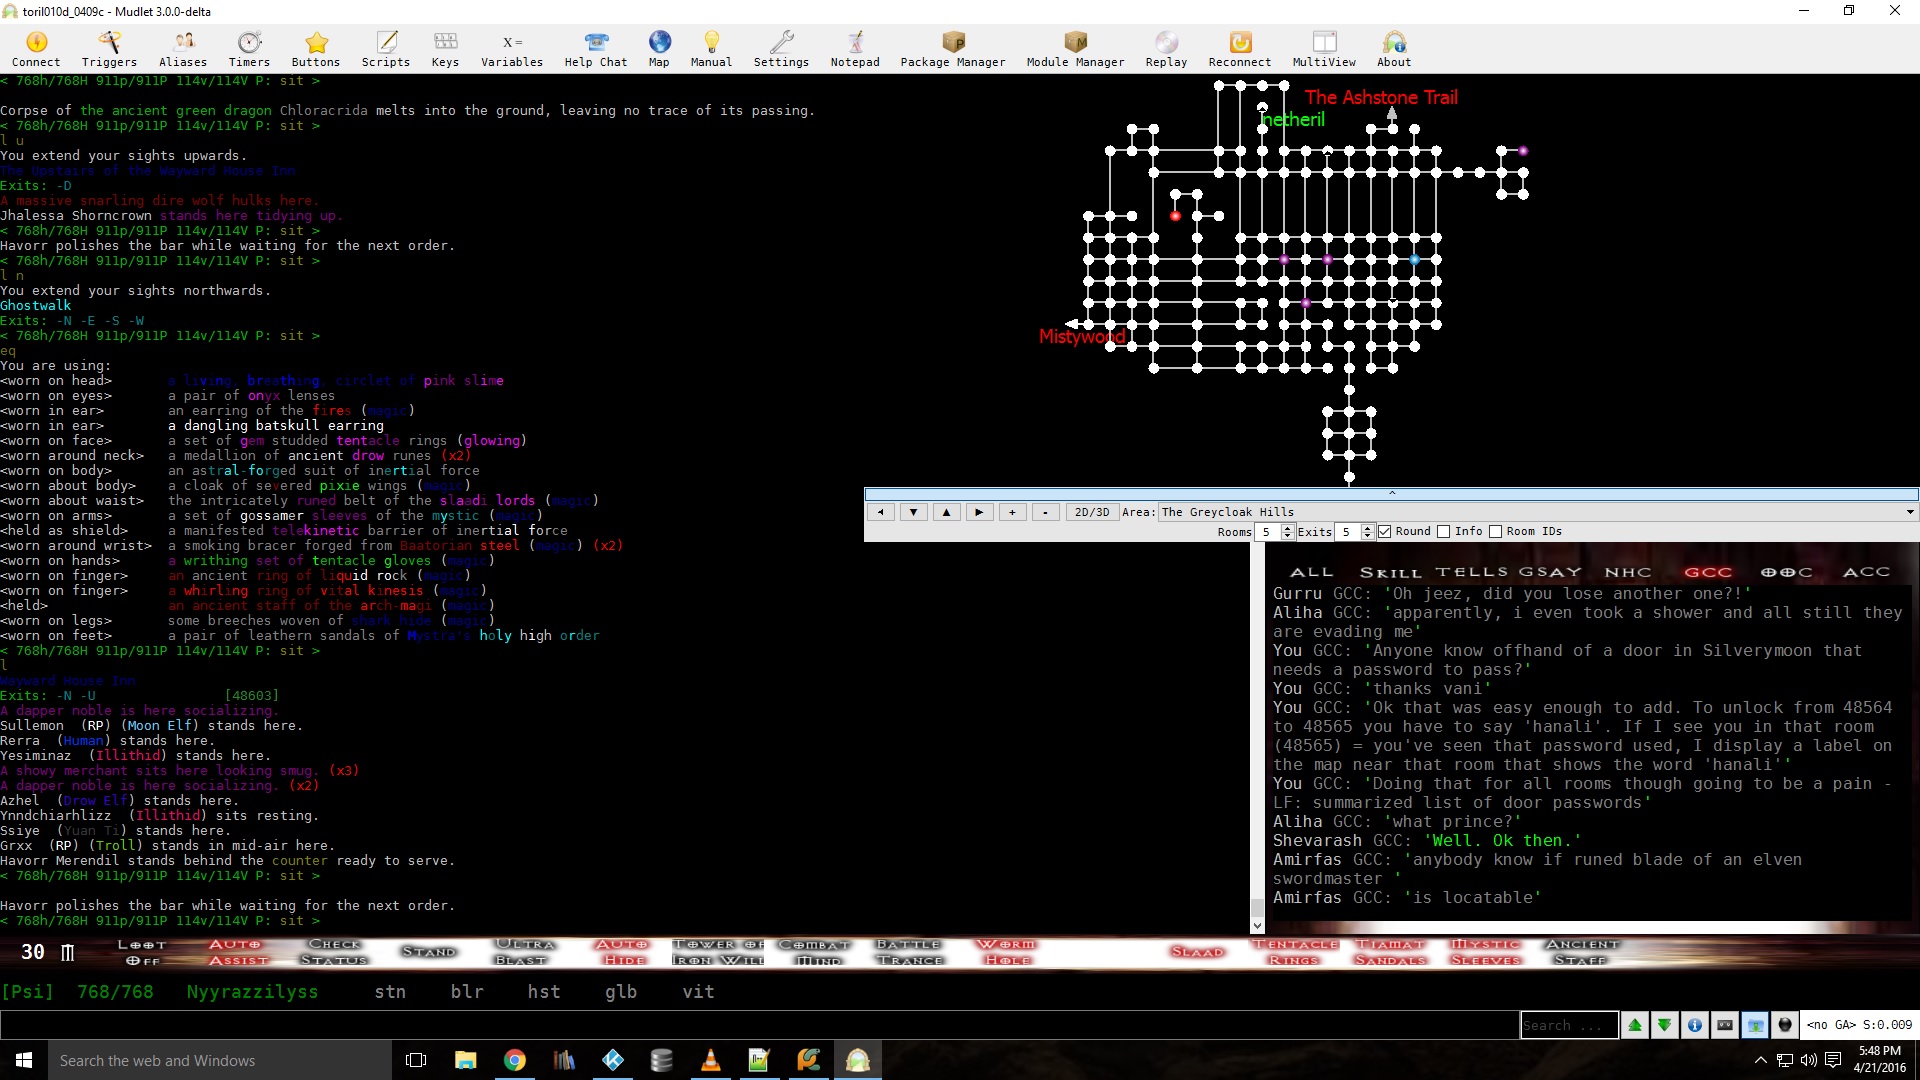 toril010d_0409c - Mudlet 3.0.0-delta
Connect Triggers Aliases Timers Buttons Scripts Keys Variables Help Chat Map Manual Settings Notepad Package Manager Module Manager Replay Reconnect MultiView About
< 768h/768H 911p/911P 114v/114V P: sit >
Corpse of the ancient green dragon Chloracrida melts into the ground, leaving no trace of its passing.
< 768h/768H 911p/911P 114v/114V P: sit >
l u
You extend your sights upwards.
The Upstairs of the Wayward House Inn
Exits: -D
A massive snarling dire wolf hulks here.
Jhalessa Shorncrown stands here tidying up.
< 768h/768H 911p/911P 114v/114V P: sit >
Havorr polishes the bar while waiting for the next order.
< 768h/768H 911p/911P 114v/114V P: sit >
l n
You extend your sights northwards.
Ghostwalk
Exits: -N -E -S -W
< 768h/768H 911p/911P 114v/114V P: sit >
eq
You are using:
<worn on head> a living, breathing, circlet of pink slime
<worn on eyes> a pair of onyx lenses
<worn in ear> an earring of the fires (magic)
<worn in ear> a dangling batskull earring
<worn on face> a set of gem studded tentacle rings (glowing)
<worn around neck> a medallion of ancient drow runes (x2)
<worn on body> an astral-forged suit of inertial force
<worn about body> a cloak of severed pixie wings (magic)
<worn about waist> the intricately runed belt of the slaadi lords (magic)
<worn on arms> a set of gossamer sleeves of the mystic (magic)
<held as shield> a manifested telekinetic barrier of inertial force
<worn around wrist> a smoking bracer forged from Baatorian steel (magic) (x2)
<worn on hands> a writhing set of tentacle gloves (magic)
<worn on finger> an ancient ring of liquid rock (magic)
<worn on finger> a whirling ring of vital kinesis (magic)
<held> an ancient staff of the arch-magi (magic)
<worn on legs> some breeches woven of shark hide (magic)
<worn on feet> a pair of leathern sandals of Mystra's holy high order
< 768h/768H 911p/911P 114v/114V P: sit >
l
Wayward House Inn
Exits: -N -U [48603]
A dapper noble is here socializing.
Sullemon (RP) (Moon Elf) stands here.
Rerra (Human) stands here.
Yesiminaz (Illithid) stands here.
A showy merchant sits here looking smug. (x3)
A dapper noble is here socializing. (x2)
Azhel (Drow Elf) stands here.
Ynndchiarhlizz (Illithid) sits resting.
Ssiye (Yuan Ti) stands here.
Grxx (RP) (Troll) stands in mid-air here.
Havorr Merendil stands behind the counter ready to serve.
< 768h/768H 911p/911P 114v/114V P: sit >
Havorr polishes the bar while waiting for the next order.
< 768h/768H 911p/911P 114v/114V P: sit >
The Ashstone Trail
netheril
Mistywood
^
+ - 2D/3D Area: The Greycloak Hills
Rooms 5 Exits 5 Round Info Room IDs
ALL SKILL TELLS GSAY NHC GCC OOC ACC
Gurru GCC: 'Oh jeez, did you lose another one?!'
Aliha GCC: 'apparently, i even took a shower and all still they
are evading me'
You GCC: 'Anyone know offhand of a door in Silverymoon that
needs a password to pass?'
You GCC: 'thanks vani'
You GCC: 'Ok that was easy enough to add. To unlock from 48564
to 48565 you have to say 'hanali'. If I see you in that room
(48565) = you've seen that password used, I display a label on
the map near that room that shows the word 'hanali''
You GCC: 'Doing that for all rooms though going to be a pain -
LF: summarized list of door passwords'
Aliha GCC: 'what prince?'
Shevarash GCC: 'Well. Ok then.'
Amirfas GCC: 'anybody know if runed blade of an elven
swordmaster '
Amirfas GCC: 'is locatable'
30 Loot Off Auto Assist Check Status Stand Ultra Blast Auto Hide Tower of Iron Will Combat Mind Battle Trance Worm Hole Slaad Tentacle Rings Tiamat Sandals Mystic Sleeves Ancient Staff
[Psi] 768/768 Nyyrazzilyss stn blr hst glb vit
Search ... <no GA> S:0.009
Search the web and Windows
5:48 PM
4/21/2016